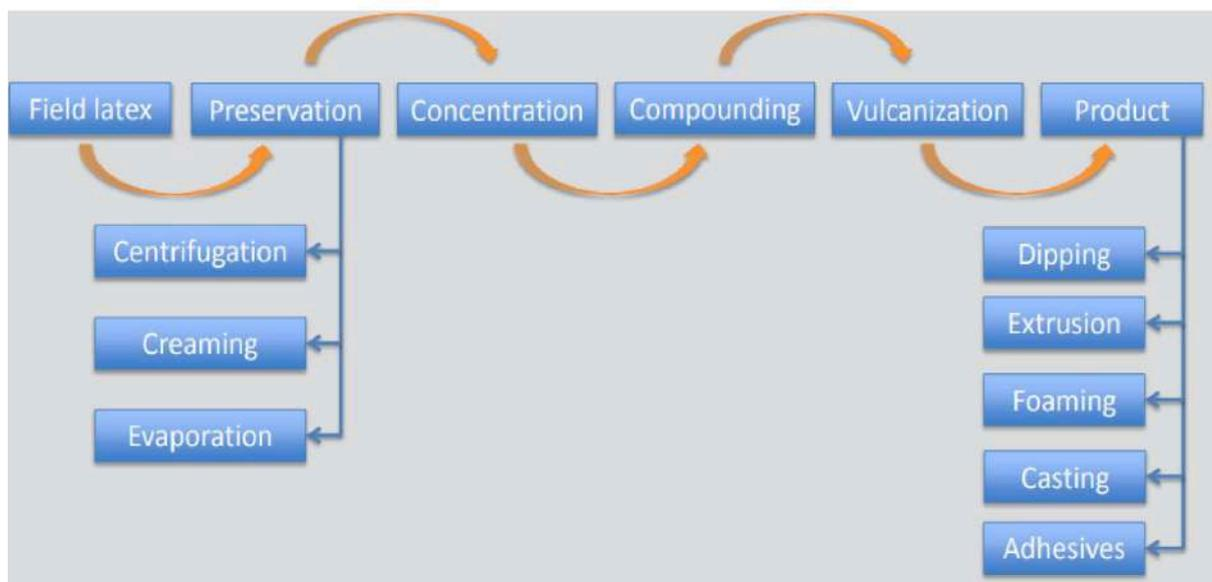 Field latex
Preservation
Concentration
Compounding
Vulcanization
Product
Centrifugation
Creaming
Evaporation
Dipping
Extrusion
Foaming
Casting
Adhesives